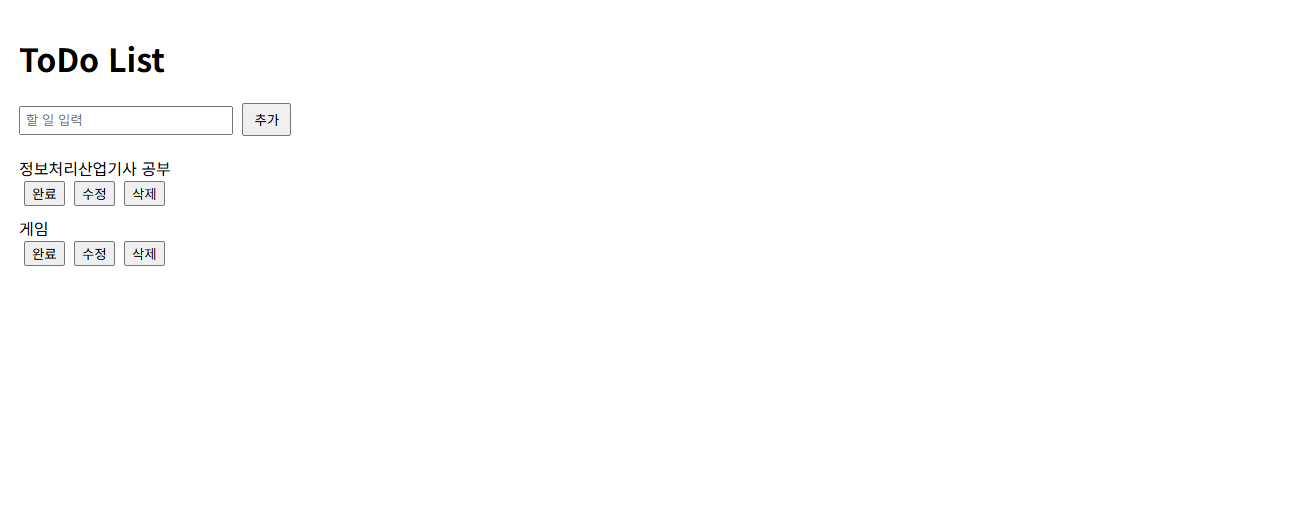 ToDo List
할 일 입력 추가
정보처리산업기사 공부
완료 수정 삭제
게임
완료 수정 삭제